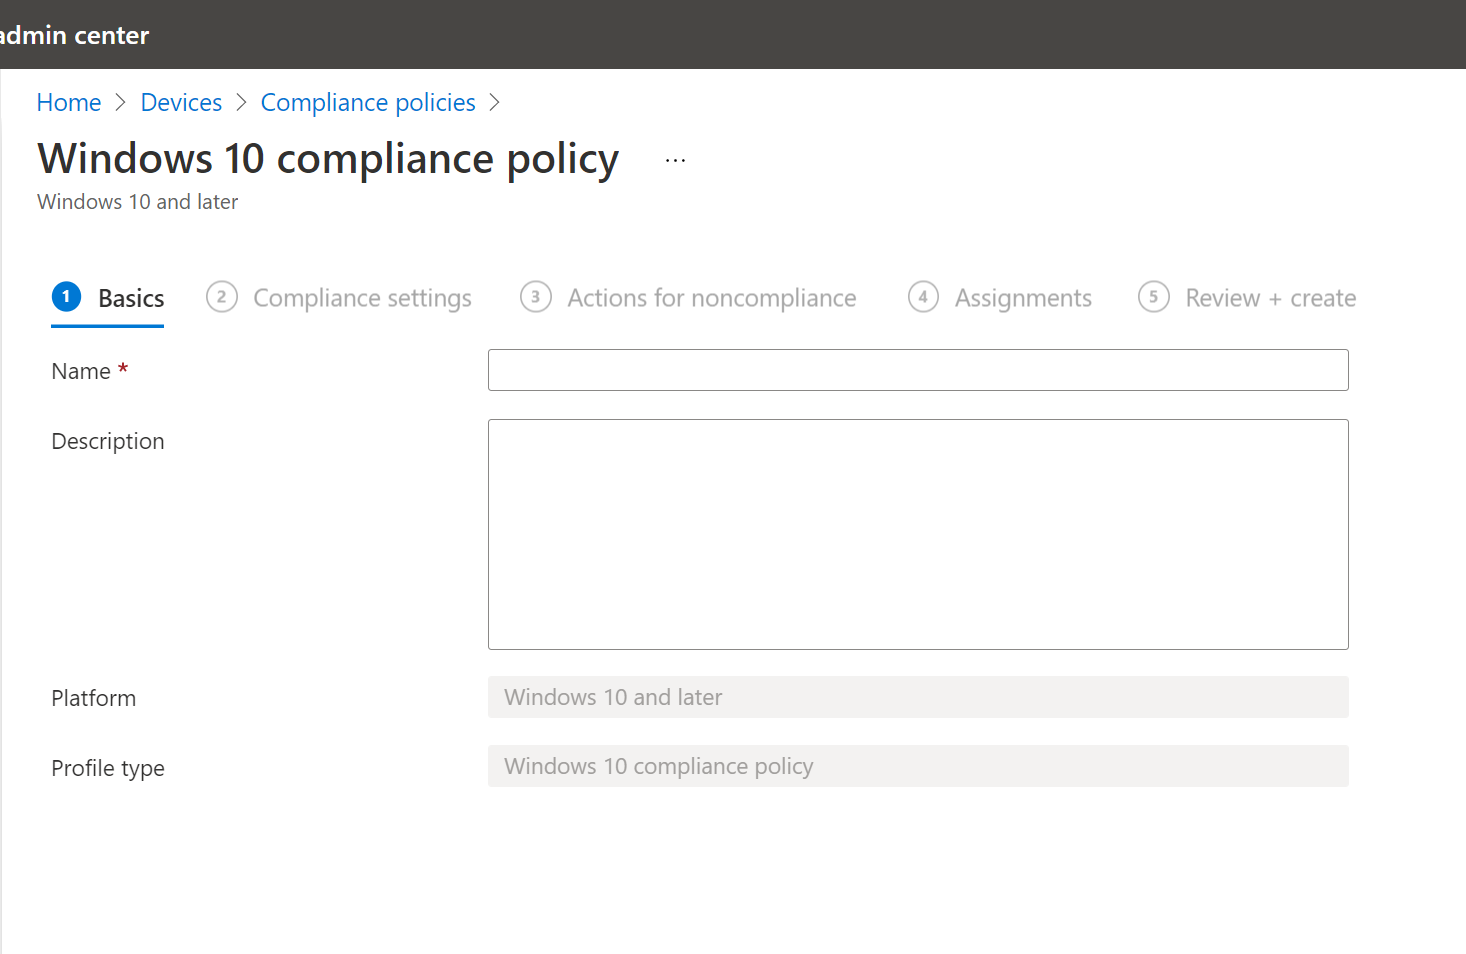 admin center
Home > Devices > Compliance policies >
Windows 10 compliance policy ...
Windows 10 and later
1 Basics 2 Compliance settings 3 Actions for noncompliance 4 Assignments 5 Review + create
Name *
Description
Platform Windows 10 and later
Profile type Windows 10 compliance policy